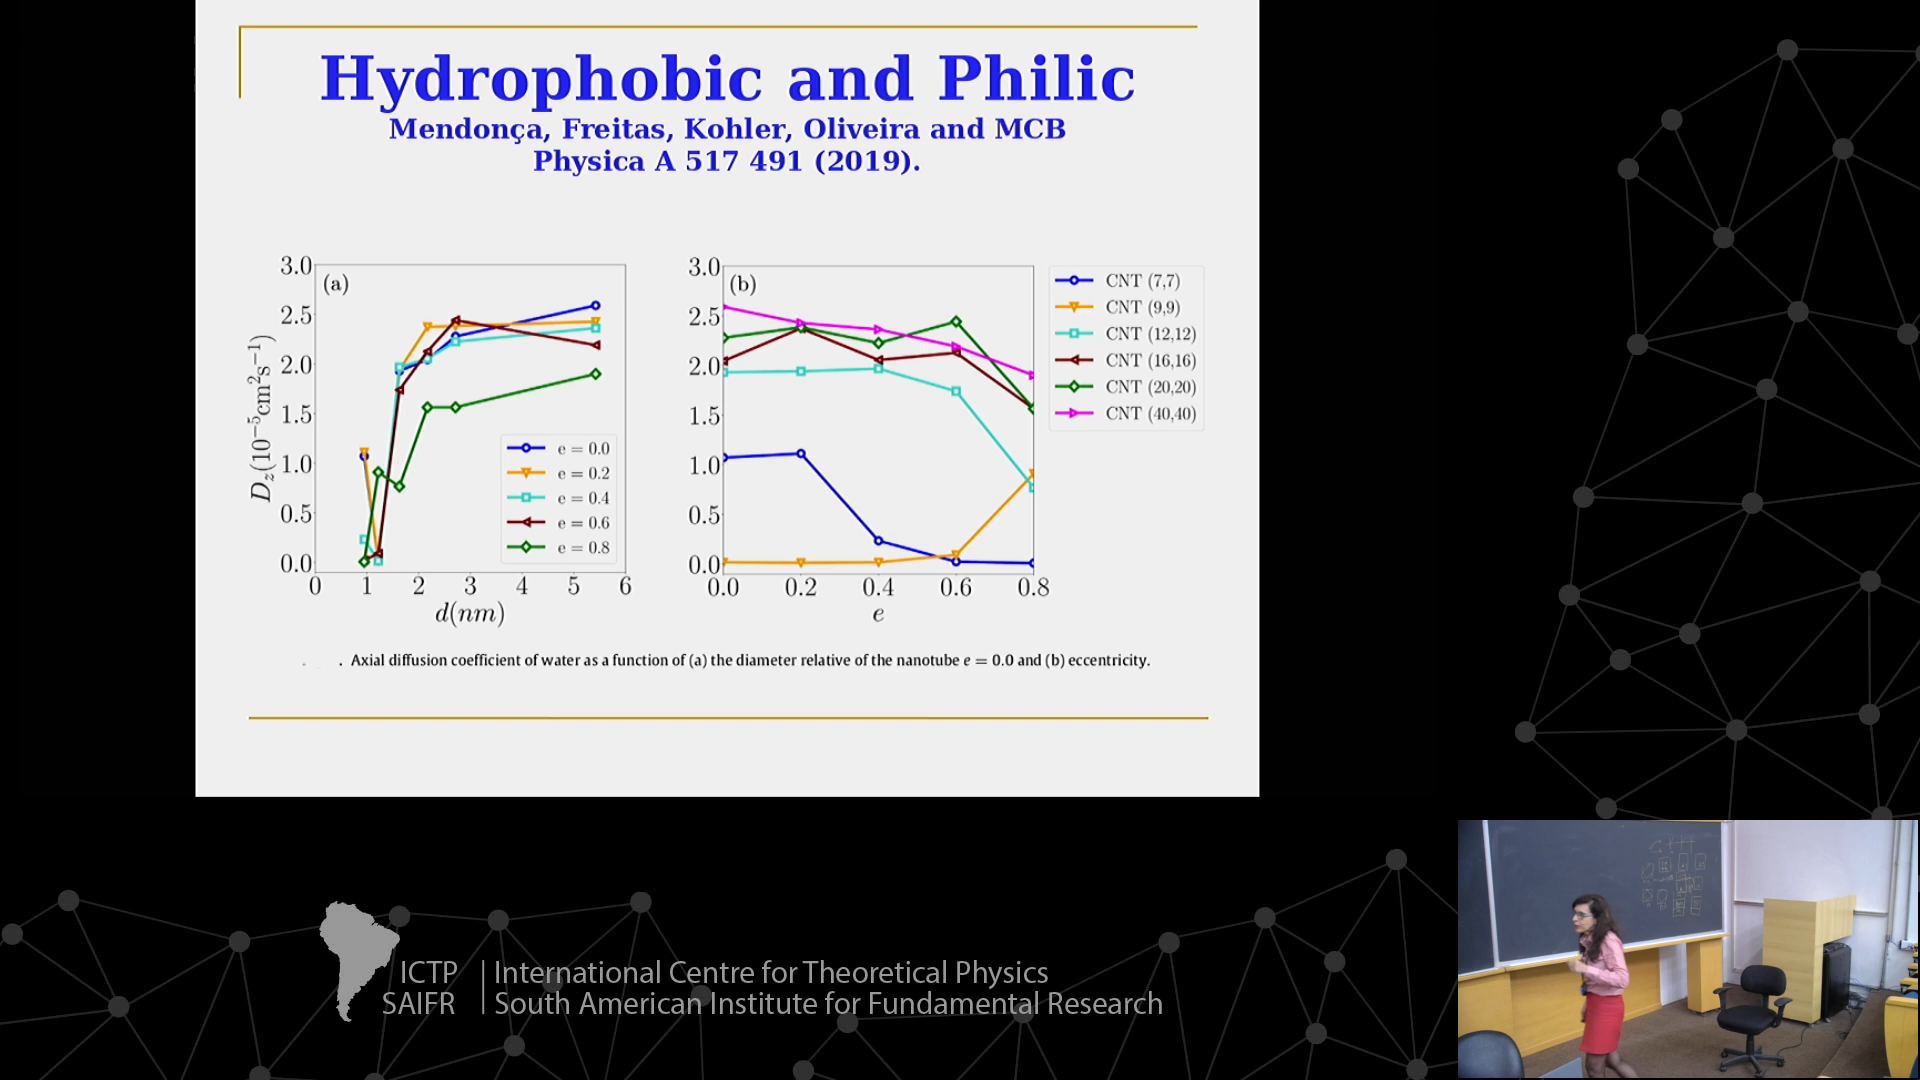 Hydrophobic and Philic
Mendonça, Freitas, Kohler, Oliveira and MCB
Physica A 517 491 (2019).
(a)
3.0
2.5
2.0
1.5
1.0
0.5
0.0
D_z(10^{-5}cm^2s^{-1})
0 1 2 3 4 5 6
d(nm)
e = 0.0
e = 0.2
e = 0.4
e = 0.6
e = 0.8
(b)
3.0
2.5
2.0
1.5
1.0
0.5
0.0
0.0 0.2 0.4 0.6 0.8
e
CNT (7,7)
CNT (9,9)
CNT (12,12)
CNT (16,16)
CNT (20,20)
CNT (40,40)
. Axial diffusion coefficient of water as a function of (a) the diameter relative of the nanotube e = 0.0 and (b) eccentricity.
ICTP
SAIFR
International Centre for Theoretical Physics
South American Institute for Fundamental Research